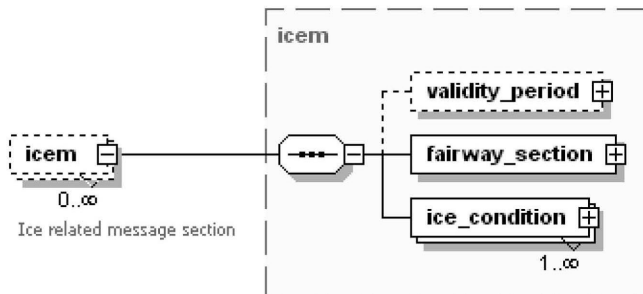 icem
validity_period
icem
fairway_section
0..∞
Ice related message section
ice_condition
1..∞